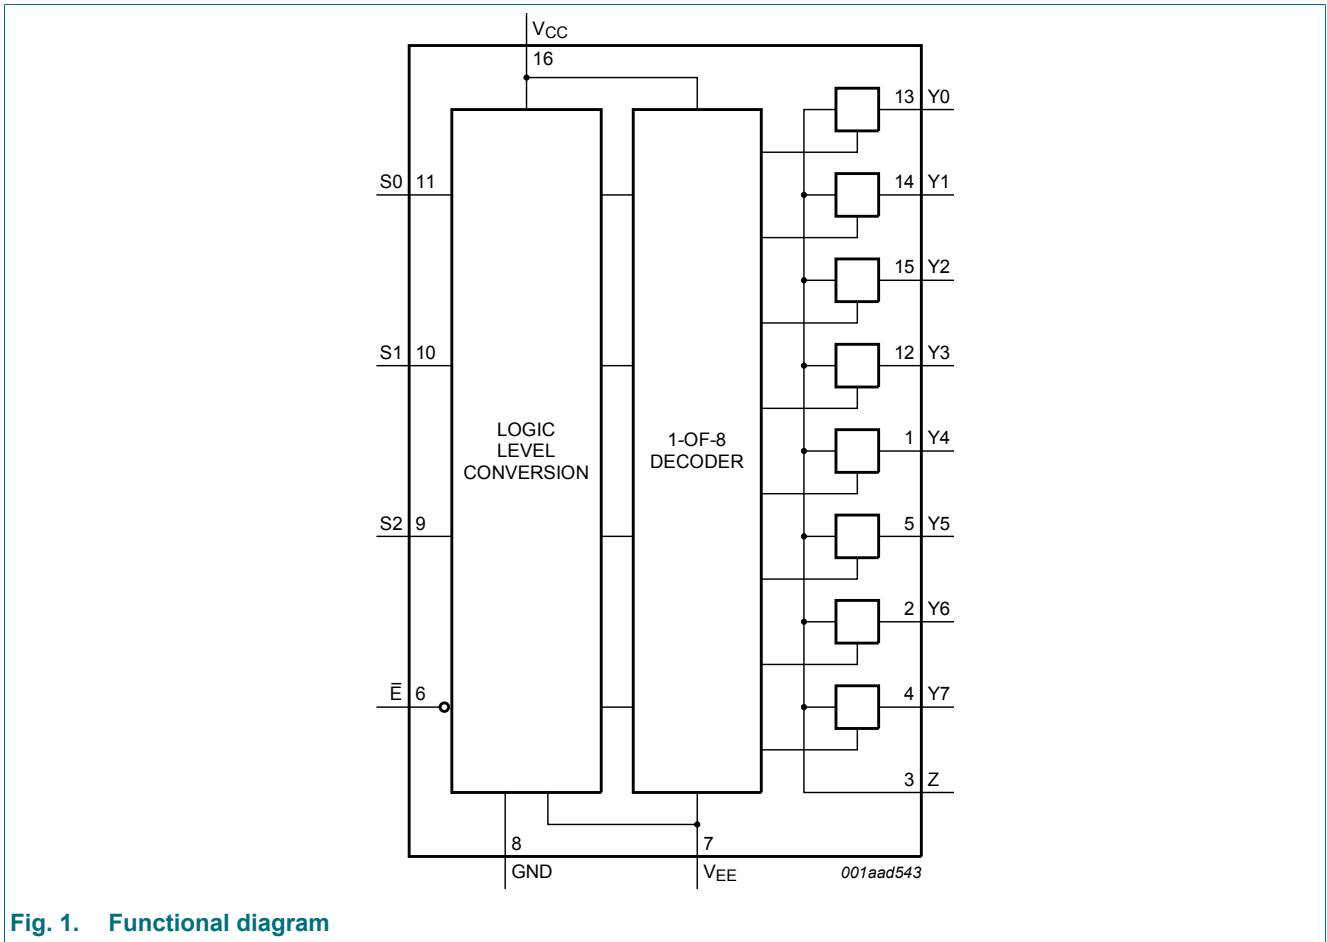 VCC
16
13 Y0
S0 11
14 Y1
15 Y2
S1 10
12 Y3
LOGIC
LEVEL
CONVERSION
1-OF-8
DECODER
1 Y4
S2 9
5 Y5
2 Y6
E̅ 6
4 Y7
3 Z
8
GND
7
VEE
001aad543
Fig. 1. Functional diagram